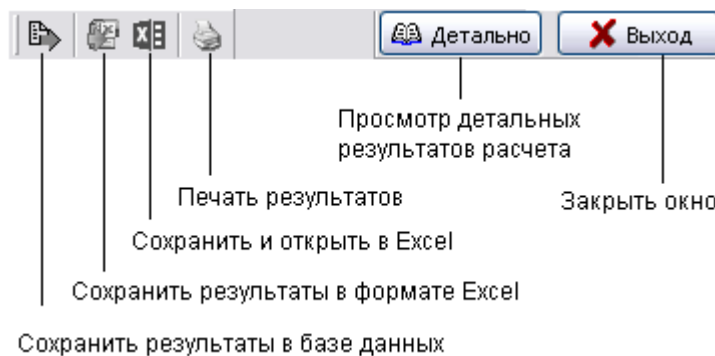 Детально
Выход
Просмотр детальных
результатов расчета
Печать результатов
Закрыть окно
Сохранить и открыть в Excel
Сохранить результаты в формате Excel
Сохранить результаты в базе данных